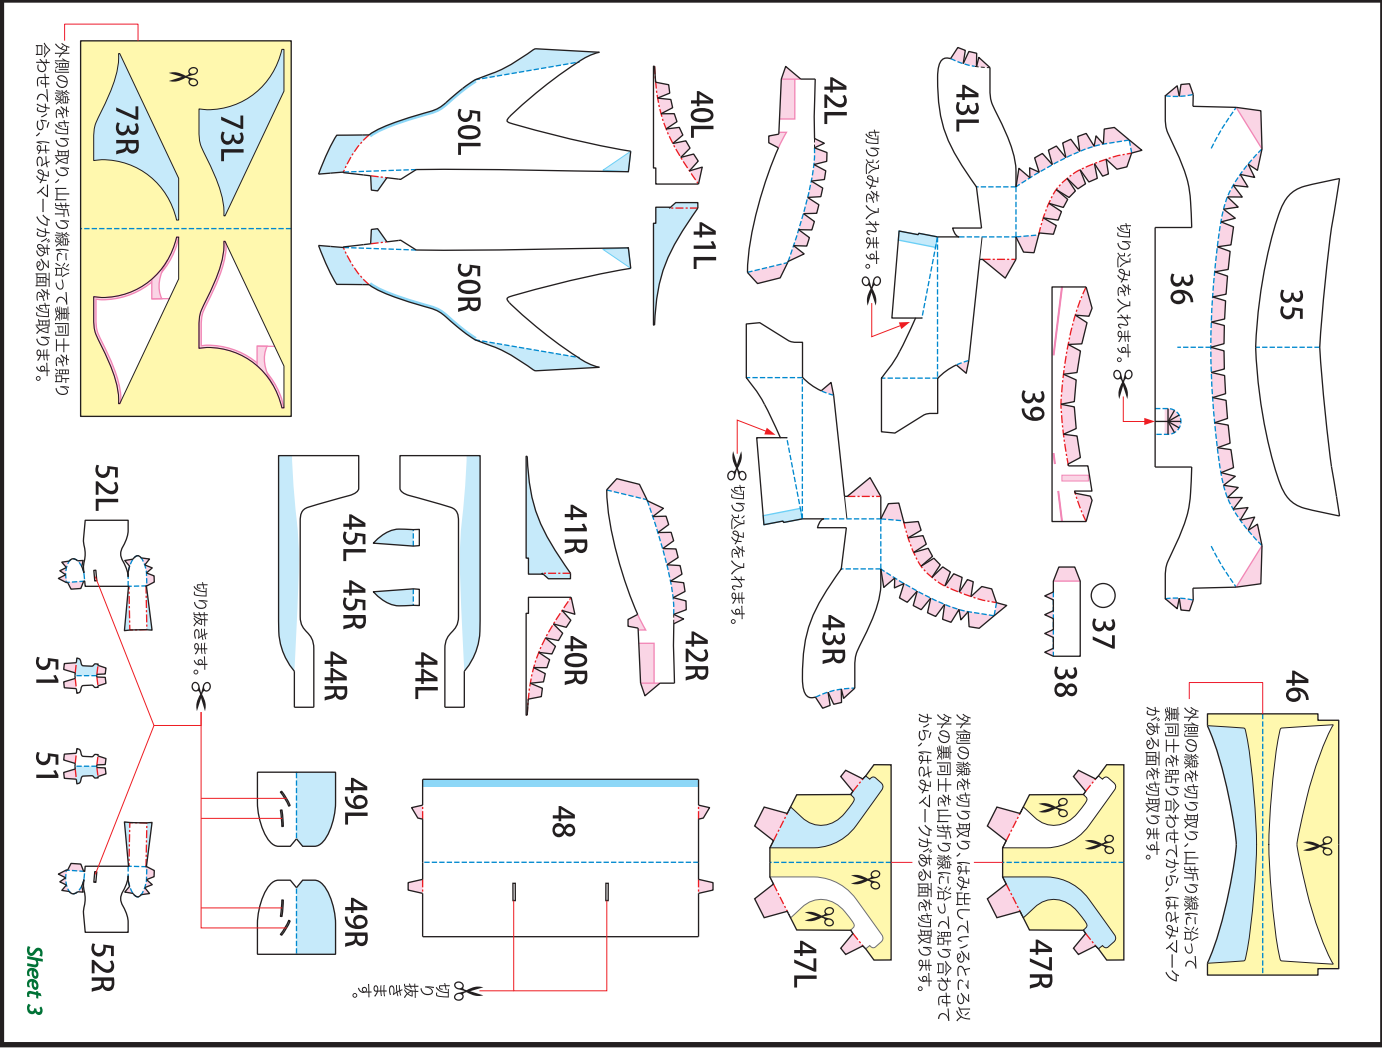 外側の線を切り取り、山折り線に沿って裏同士を貼り
合わせてから、はさみマークがある面を切取ります。
73R
73L
50L
50R
40L
41L
42L
切り込みを入れます。
43L
切り込みを入れます。
36
35
39
37
38
46
外側の線を切り取り、山折り線に沿って
裏同士を貼り合わせてから、はさみマーク
がある面を切取ります。
切り込みを入れます。
43R
42R
41R
40R
45L
45R
44R
44L
52L
切り抜きます。
51
51
52R
49L
49R
48
切り抜
きます。
47L
47R
外側の線を切り取り、はみ出しているところ以
外の裏同士を山折り線に沿って貼り合わせて
から、はさみマークがある面を切取ります。
Sheet 3